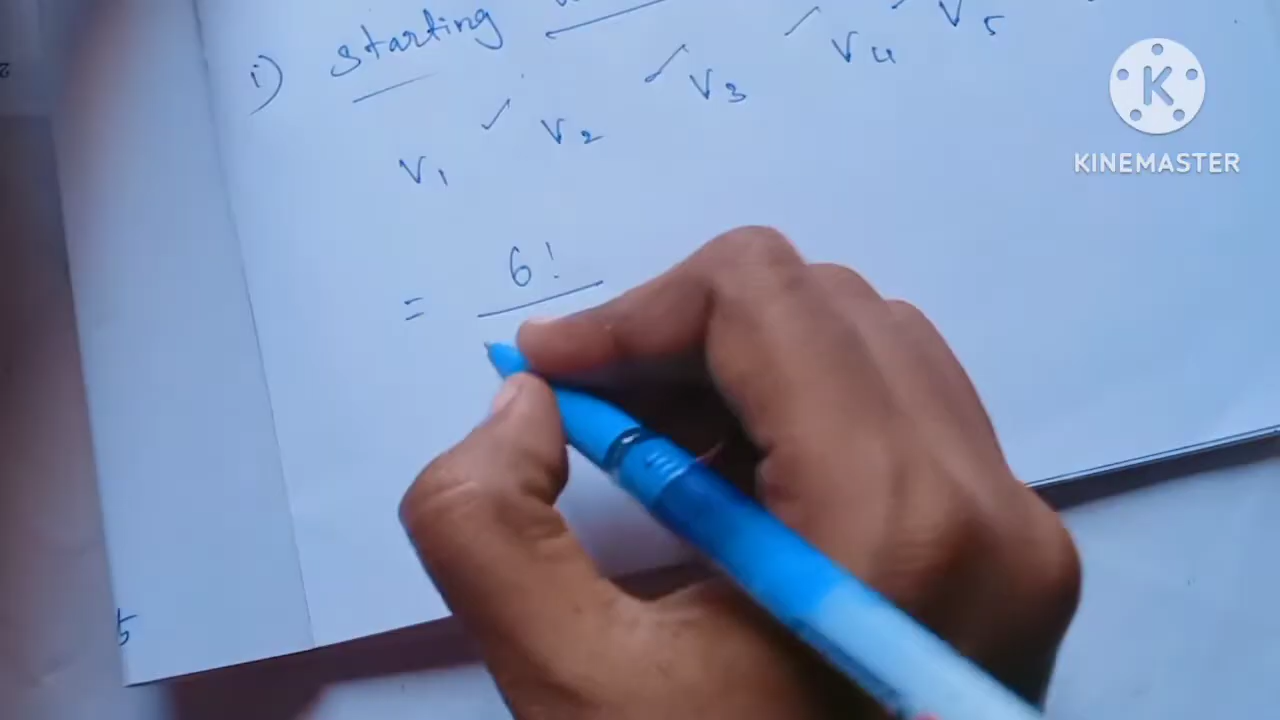 i) starting
V1 ✓ V2 ✓ V3 ✓ V4 ✓ V5
= 6!
KINEMASTER